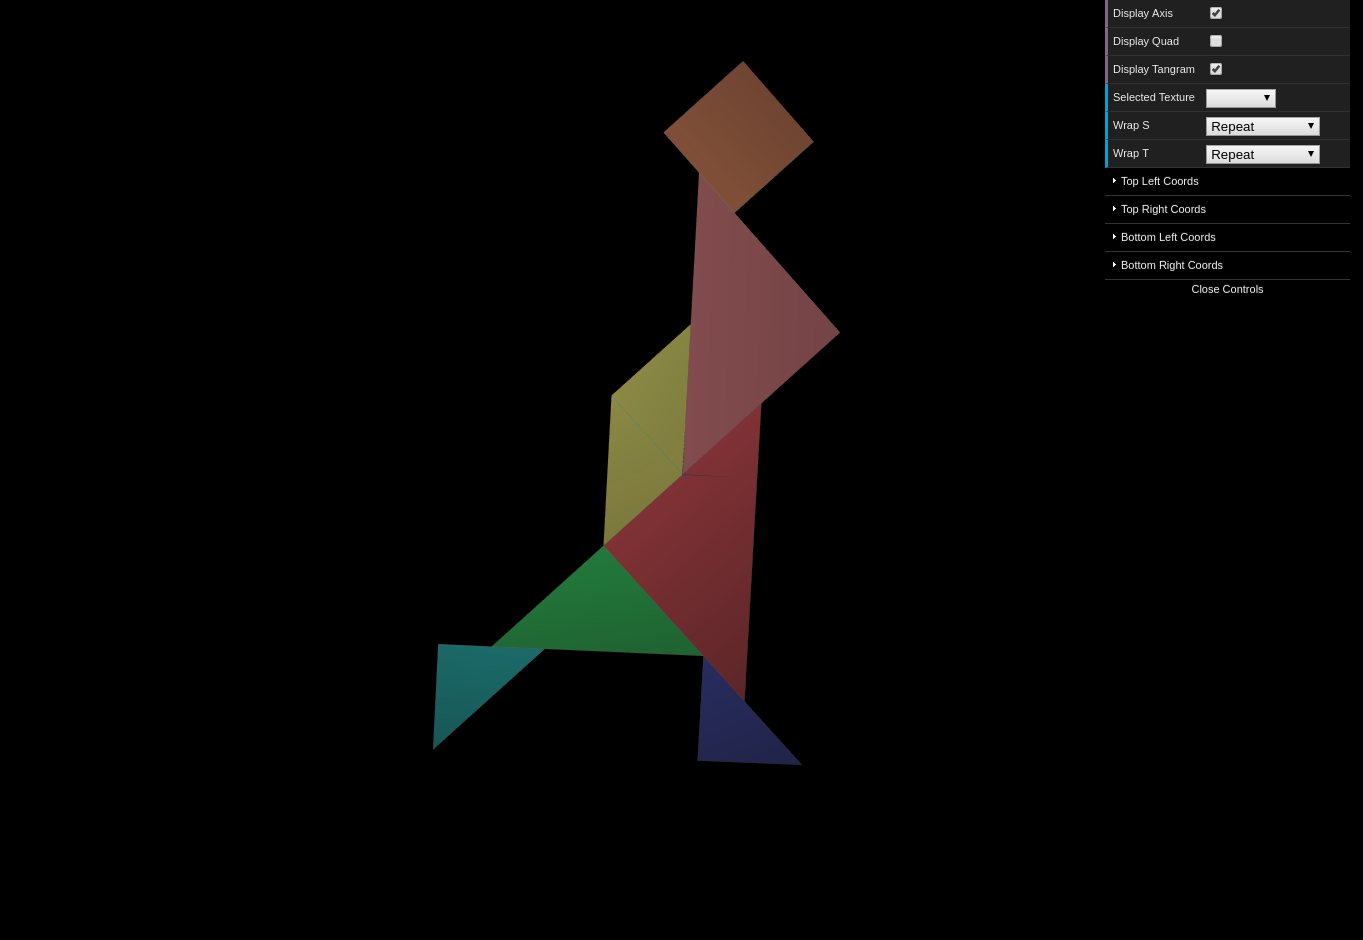 Display Axis
Display Quad
Display Tangram
Selected Texture
Wrap S Repeat
Wrap T Repeat
Top Left Coords
Top Right Coords
Bottom Left Coords
Bottom Right Coords
Close Controls